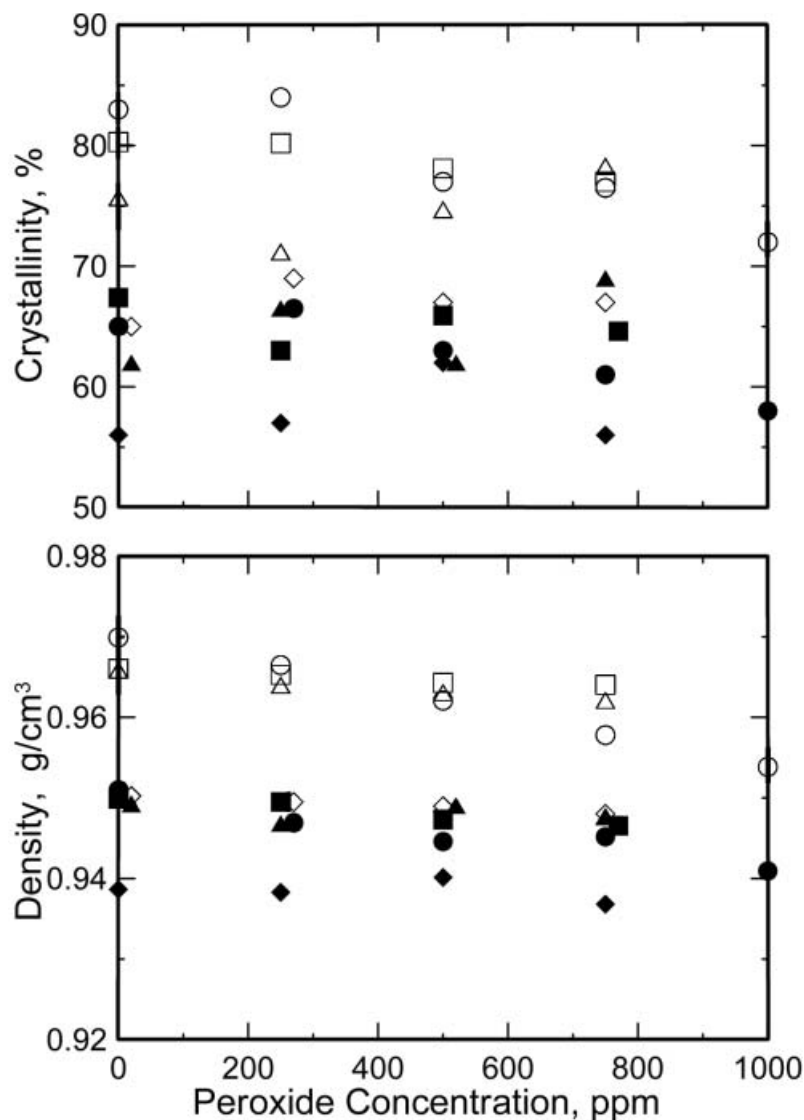 90
80
70
60
50
Crystallinity, %
0.98
0.96
0.94
0.92
Density, g/cm³
0 200 400 600 800 1000
Peroxide Concentration, ppm